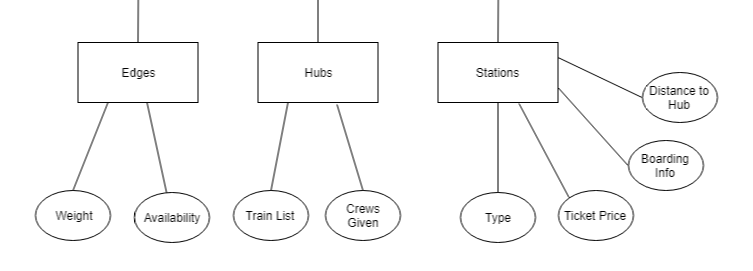 Edges
Hubs
Stations
Distance to
Hub
Boarding
Info
Weight
Availability
Train List
Crews
Given
Type
Ticket Price